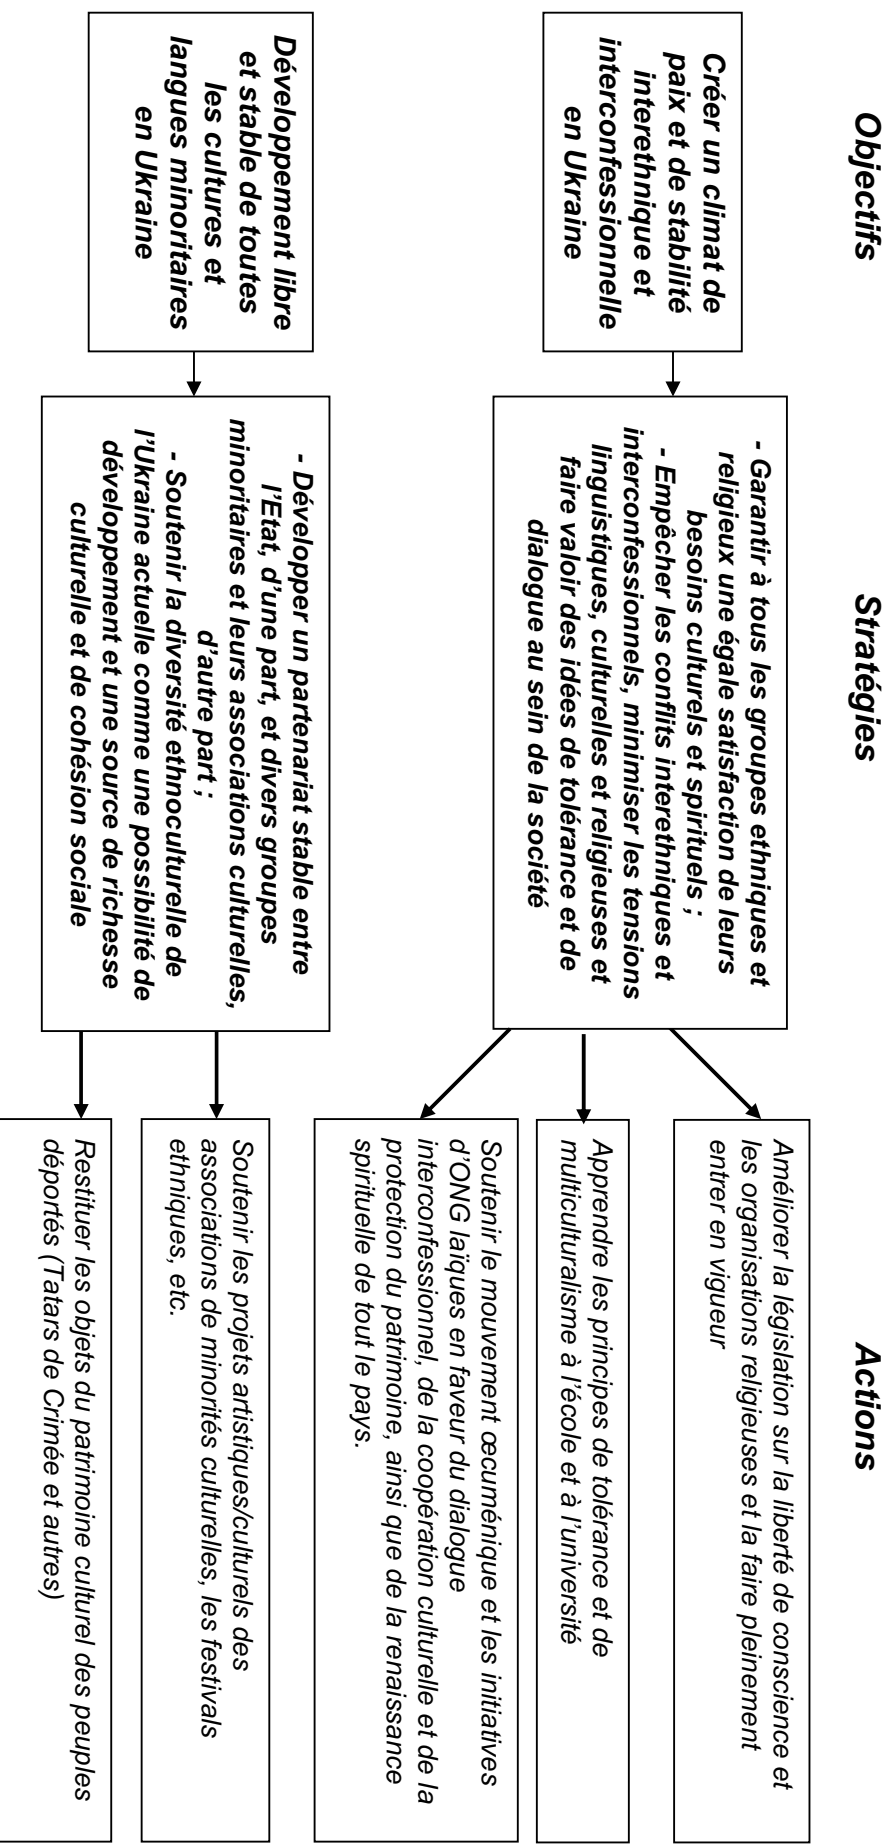 Objectifs
Stratégies
Actions
Créer un climat de
paix et de stabilité
interethnique et
interconfessionnelle
en Ukraine
- Garantir à tous les groupes ethniques et
religieux une égale satisfaction de leurs
besoins culturels et spirituels ;
- Empêcher les conflits interethniques et
interconfessionnels, minimiser les tensions
linguistiques, culturelles et religieuses et
faire valoir des idées de tolérance et de
dialogue au sein de la société
Améliorer la législation sur la liberté de conscience et
les organisations religieuses et la faire pleinement
entrer en vigueur
Apprendre les principes de tolérance et de
multiculturalisme à l’école et à l’université
Soutenir le mouvement œcuménique et les initiatives
d’ONG laïques en faveur du dialogue
interconfessionnel, de la coopération culturelle et de la
protection du patrimoine, ainsi que de la renaissance
spirituelle de tout le pays.
Développement libre
et stable de toutes
les cultures et
langues minoritaires
en Ukraine
- Développer un partenariat stable entre
l’Etat, d’une part, et divers groupes
minoritaires et leurs associations culturelles,
d’autre part ;
- Soutenir la diversité ethnoculturelle de
l’Ukraine actuelle comme une possibilité de
développement et une source de richesse
culturelle et de cohésion sociale
Soutenir les projets artistiques/culturels des
associations de minorités culturelles, les festivals
ethniques, etc.
Restituer les objets du patrimoine culturel des peuples
déportés (Tatars de Crimée et autres)